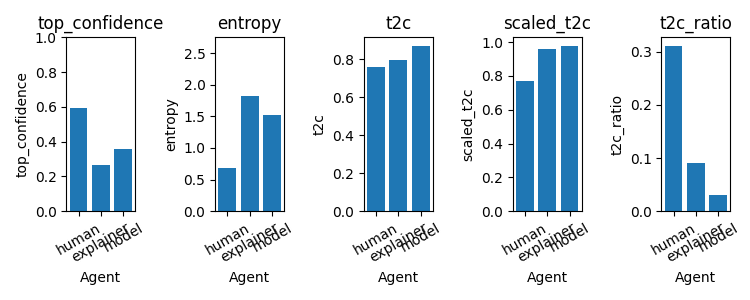 top_confidence
top_confidence
1.0
0.8
0.6
0.4
0.2
0.0
human
explainer
model
Agent
entropy
entropy
2.5
2.0
1.5
1.0
0.5
0.0
human
explainer
model
Agent
t2c
t2c
0.8
0.6
0.4
0.2
0.0
human
explainer
model
Agent
scaled_t2c
scaled_t2c
1.0
0.8
0.6
0.4
0.2
0.0
human
explainer
model
Agent
t2c_ratio
t2c_ratio
0.3
0.2
0.1
0.0
human
explainer
model
Agent